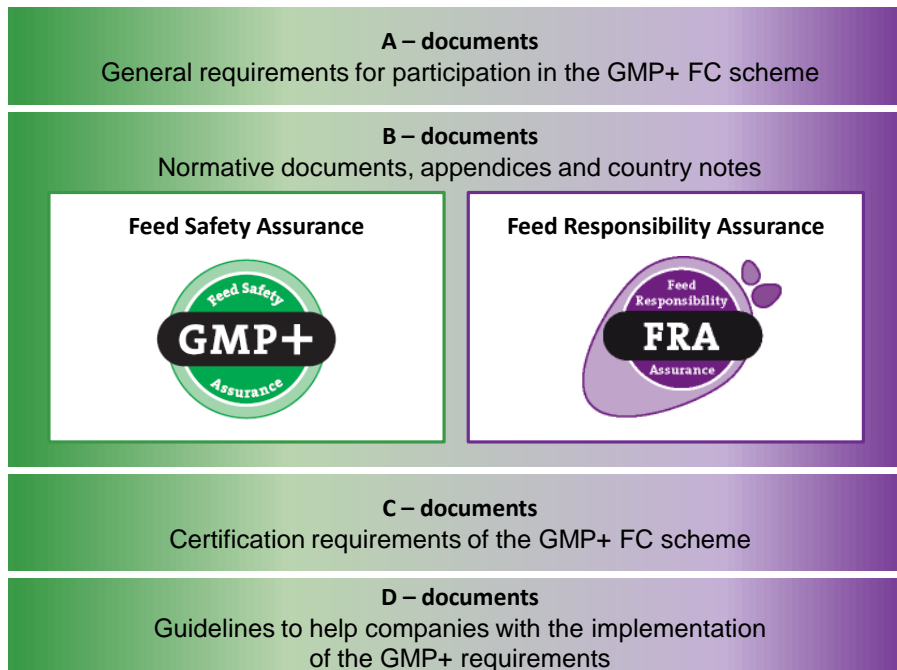 A – documents
General requirements for participation in the GMP+ FC scheme
B – documents
Normative documents, appendices and country notes
Feed Safety Assurance
Feed Safety
GMP+
Assurance
Feed Responsibility Assurance
Feed
Responsibility
FRA
Assurance
C – documents
Certification requirements of the GMP+ FC scheme
D – documents
Guidelines to help companies with the implementation
of the GMP+ requirements